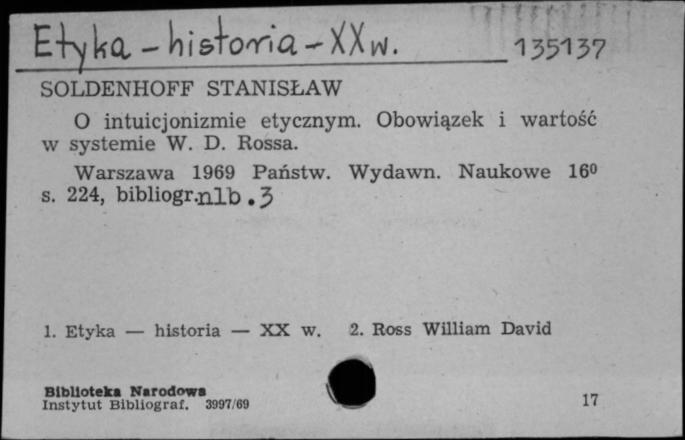 Etyka - historia - XX w. 135137
SOLDENHOFF STANISŁAW
O intuicjonizmie etycznym. Obowiązek i wartość
w systemie W. D. Rossa.
Warszawa 1969 Państw. Wydawn. Naukowe 16⁰
s. 224, bibliogr.nlb.3
1. Etyka — historia — XX w. 2. Ross William David
Biblioteka Narodowa
Instytut Bibliograf. 3997/69 17